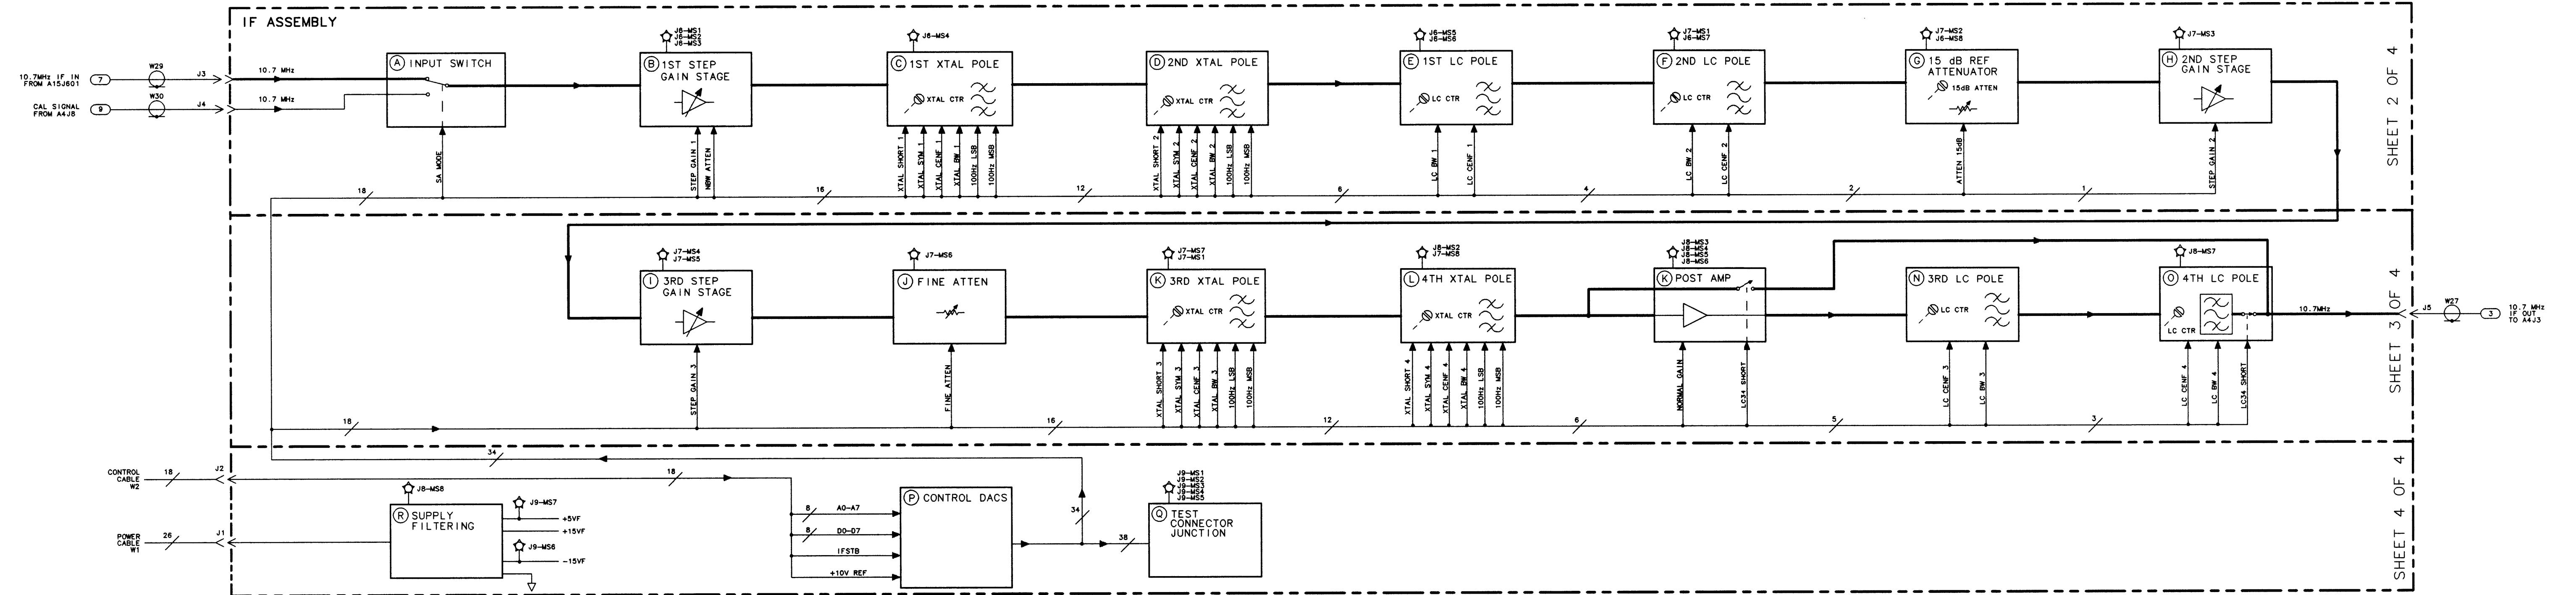 IF ASSEMBLY
10.7MHz IF IN
FROM A15J601
7
W29
J3
10.7 MHz
CAL SIGNAL
FROM A4J8
9
W30
J4
10.7 MHz
A INPUT SWITCH
SA MODE
J6-MS1
J6-MS2
J6-MS3
B 1ST STEP
GAIN STAGE
STEP GAIN 1
NBW ATTEN
J6-MS4
C 1ST XTAL POLE
XTAL CTR
XTAL SHORT 1
XTAL SYM 1
XTAL CENF 1
XTAL BW 1
100Hz LSB
100Hz MSB
D 2ND XTAL POLE
XTAL CTR
XTAL SHORT 2
XTAL SYM 2
XTAL CENF 2
XTAL BW 2
100Hz LSB
100Hz MSB
J6-MS5
J6-MS6
E 1ST LC POLE
LC CTR
LC BW 1
LC CENF 1
J7-MS1
J6-MS7
F 2ND LC POLE
LC CTR
LC BW 2
LC CENF 2
J7-MS2
J6-MS8
G 15 dB REF
ATTENUATOR
15dB ATTEN
ATTEN 15dB
J7-MS3
H 2ND STEP
GAIN STAGE
STEP GAIN 2
18
16
12
6
4
2
1
SHEET 2 OF 4
J7-MS4
J7-MS5
I 3RD STEP
GAIN STAGE
STEP GAIN 3
J7-MS6
J FINE ATTEN
FINE ATTEN
J7-MS7
J7-MS1
K 3RD XTAL POLE
XTAL CTR
XTAL SHORT 3
XTAL SYM 3
XTAL CENF 3
XTAL BW 3
100Hz LSB
100Hz MSB
J8-MS2
J7-MS8
L 4TH XTAL POLE
XTAL CTR
XTAL SHORT 4
XTAL SYM 4
XTAL CENF 4
XTAL BW 4
100Hz LSB
100Hz MSB
J8-MS3
J8-MS4
J8-MS5
J8-MS6
K POST AMP
NORMAL GAIN
LC34 SHORT
N 3RD LC POLE
LC CTR
LC CENF 3
LC BW 3
J8-MS7
O 4TH LC POLE
LC CTR
LC CENF 4
LC BW 4
LC34 SHORT
10.7MHz
J5
W27
3
10.7 MHz
IF OUT
TO A4J3
18
16
12
6
5
3
SHEET 3 OF 4
34
CONTROL
CABLE
W2
18
J2
18
POWER
CABLE
W1
26
J1
J8-MS8
R SUPPLY
FILTERING
J9-MS7
+5VF
+15VF
J9-MS6
-15VF
8
A0-A7
8
D0-D7
IFSTB
+10V REF
P CONTROL DACS
34
38
J9-MS1
J9-MS2
J9-MS3
J9-MS4
J9-MS5
Q TEST
CONNECTOR
JUNCTION
SHEET 4 OF 4